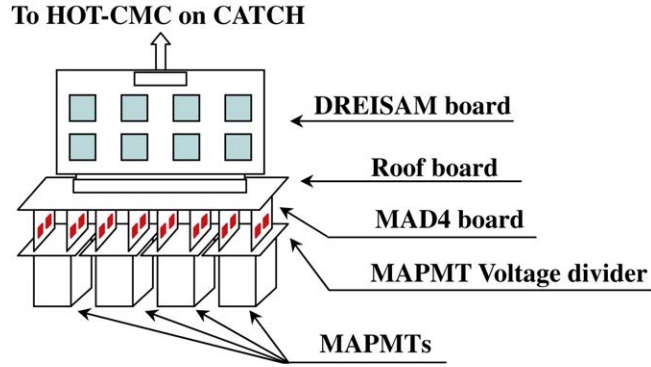 To HOT-CMC on CATCH
DREISAM board
Roof board
MAD4 board
MAPMT Voltage divider
MAPMTs